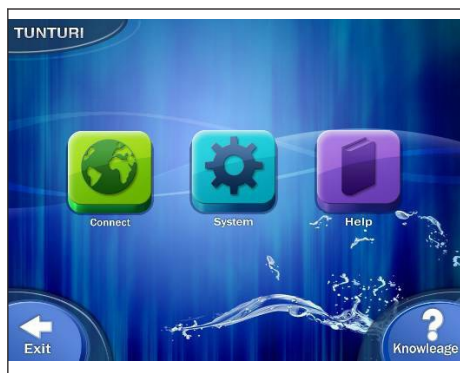 TUNTURI
Connect
System
Help
Exit
Knowleage